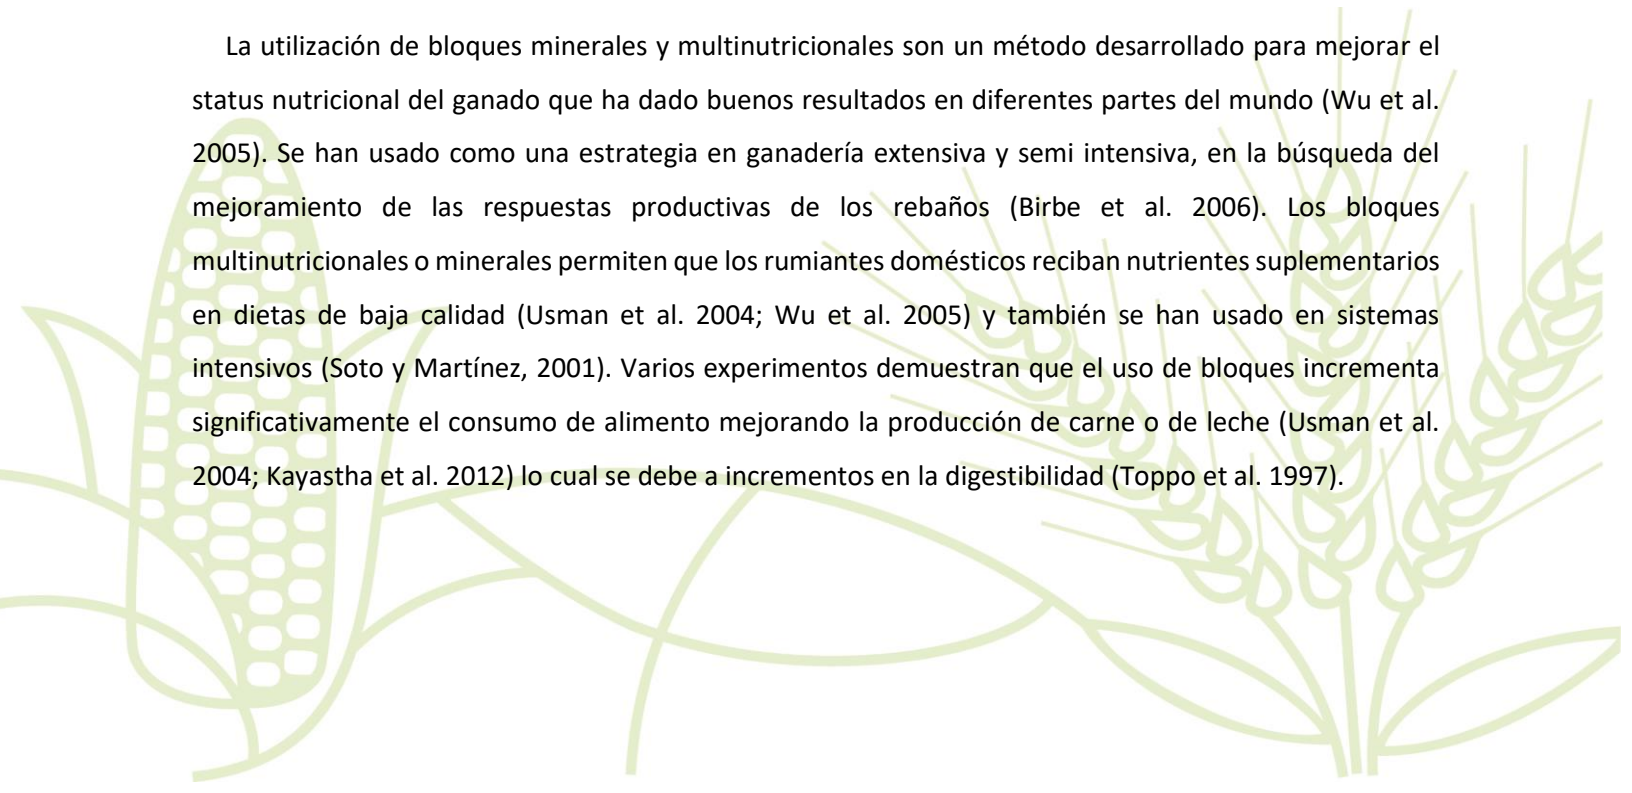 La utilización de bloques minerales y multinutricionales son un método desarrollado para mejorar el
status nutricional del ganado que ha dado buenos resultados en diferentes partes del mundo (Wu et al.
2005). Se han usado como una estrategia en ganadería extensiva y semi intensiva, en la búsqueda del
mejoramiento de las respuestas productivas de los rebaños (Birbe et al. 2006). Los bloques
multinutricionales o minerales permiten que los rumiantes domésticos reciban nutrientes suplementarios
en dietas de baja calidad (Usman et al. 2004; Wu et al. 2005) y también se han usado en sistemas
intensivos (Soto y Martínez, 2001). Varios experimentos demuestran que el uso de bloques incrementa
significativamente el consumo de alimento mejorando la producción de carne o de leche (Usman et al.
2004; Kayastha et al. 2012) lo cual se debe a incrementos en la digestibilidad (Toppo et al. 1997).